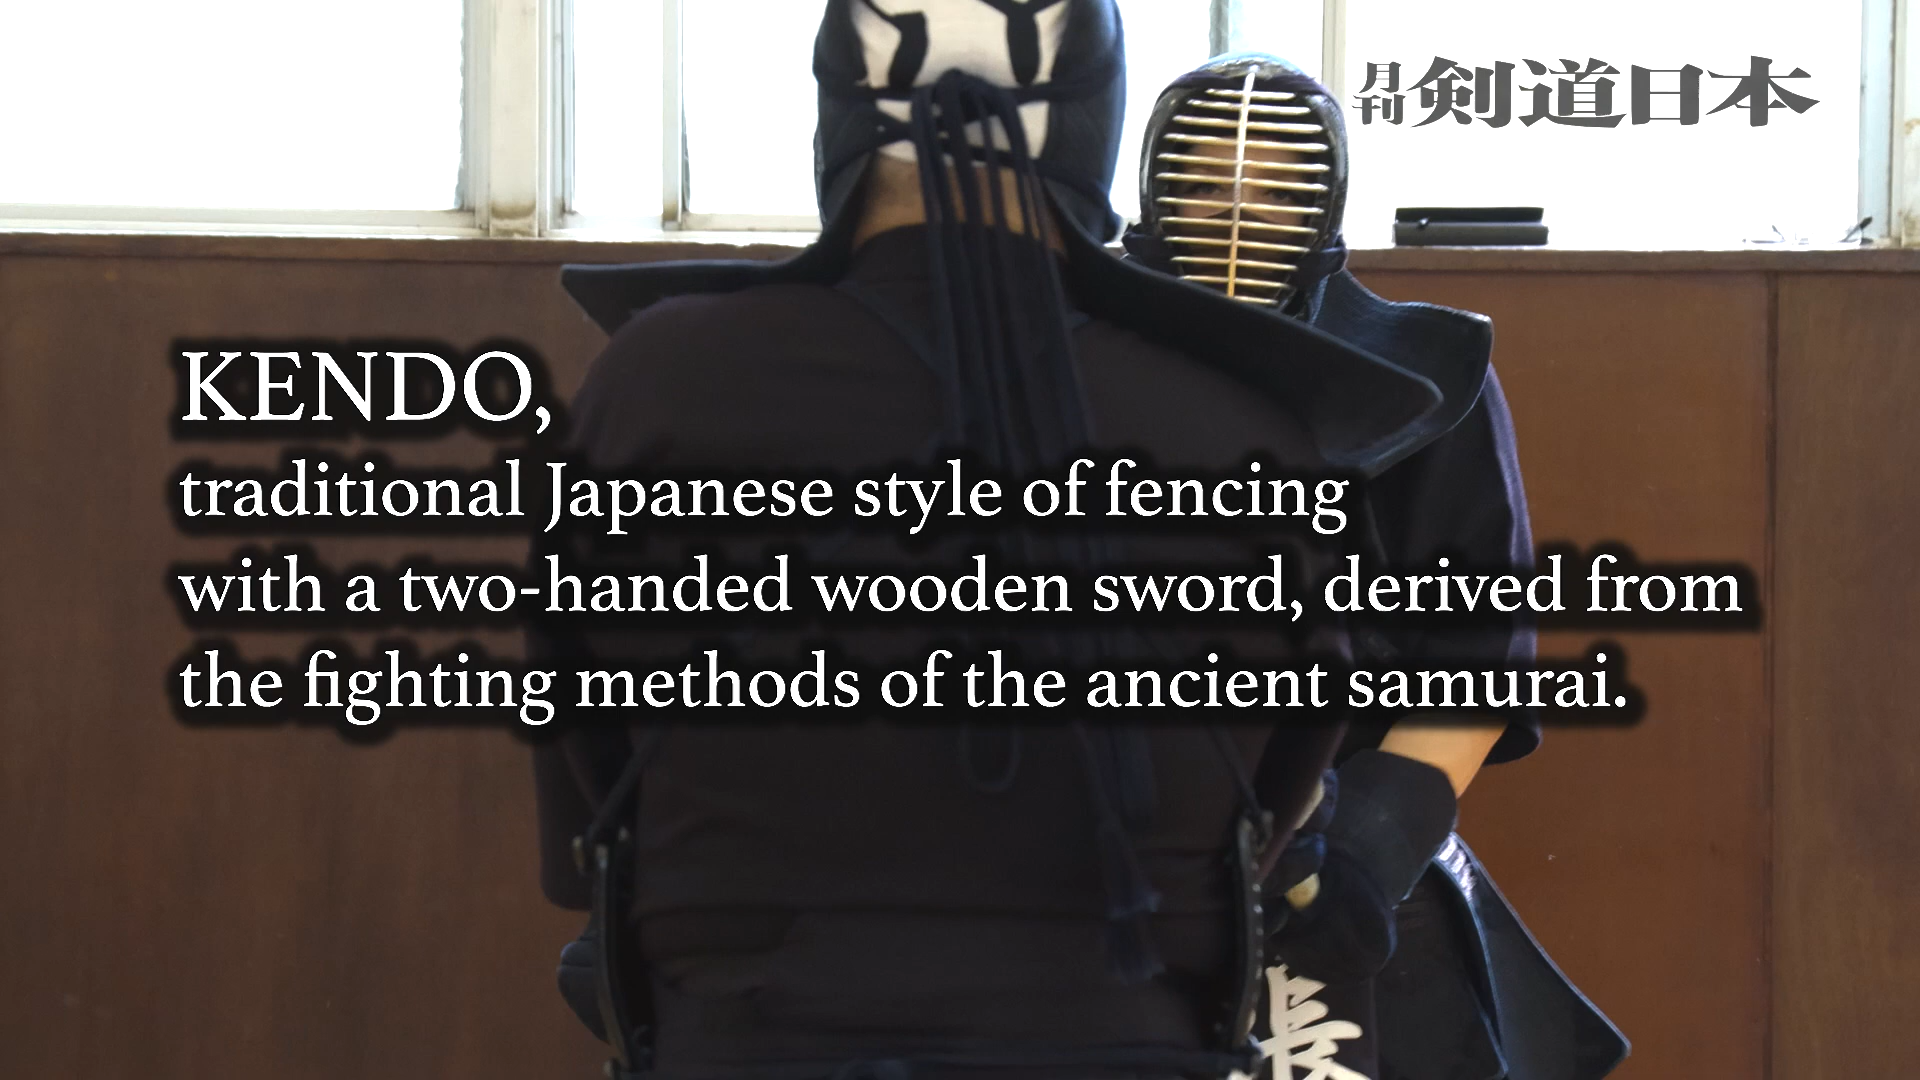 月刊剣道日本
KENDO,
traditional Japanese style of fencing
with a two-handed wooden sword, derived from
the fighting methods of the ancient samurai.
長